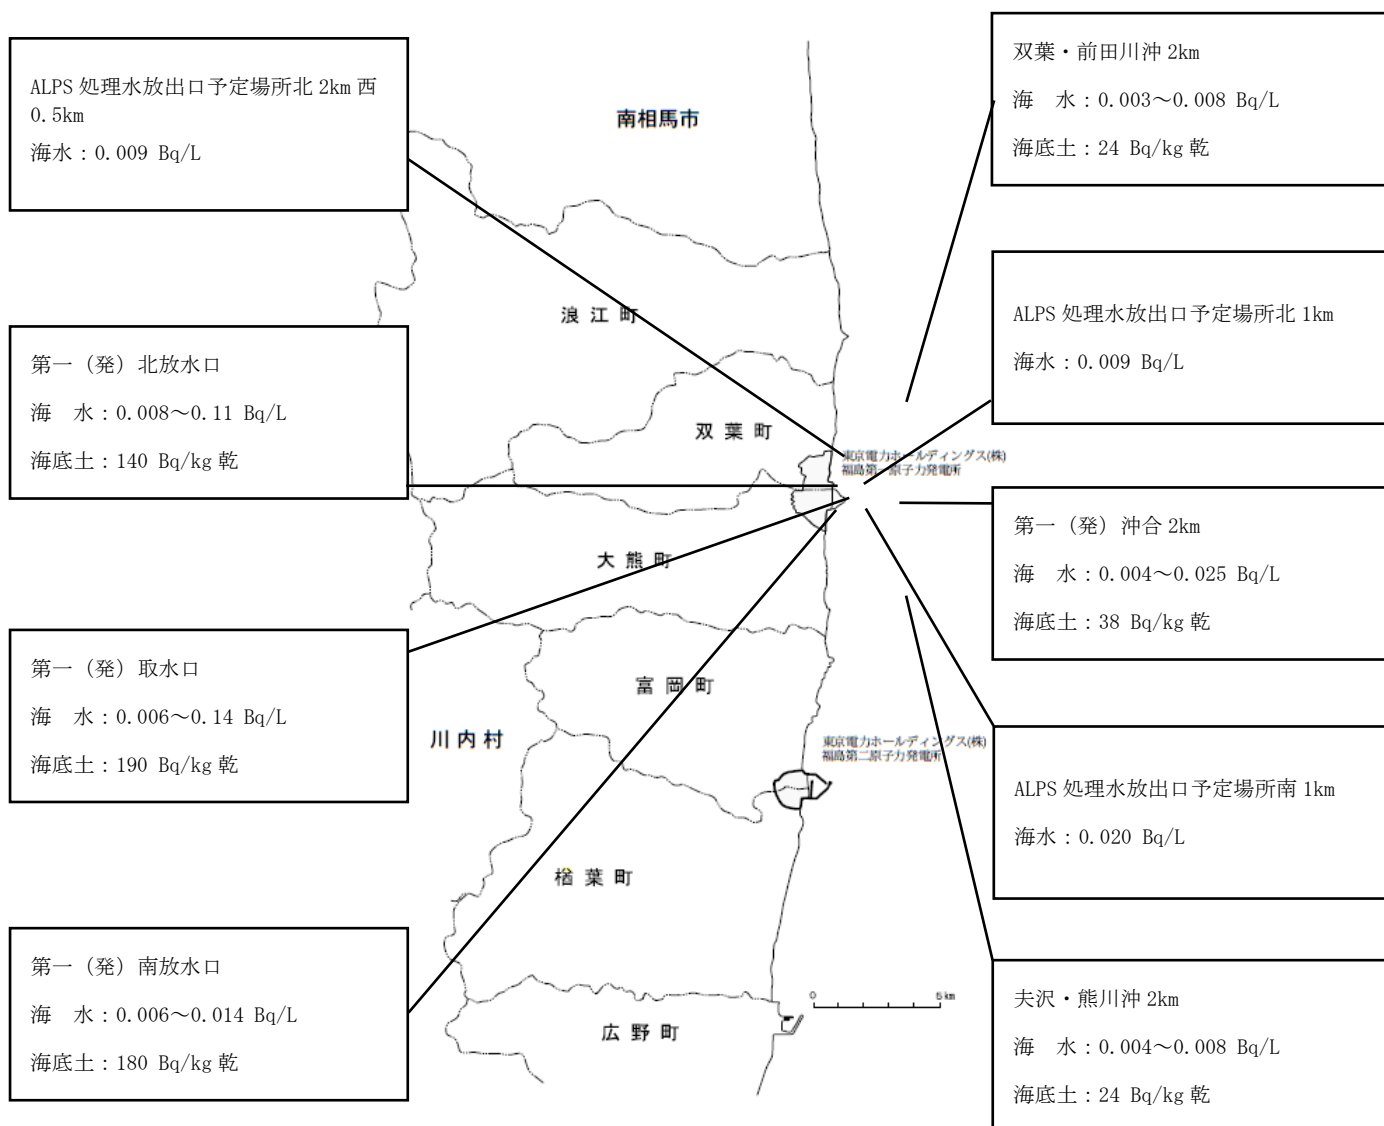 ALPS 処理水放出口予定場所北 2km 西
0.5km
海水：0.009 Bq/L
第一（発）北放水口
海　水：0.008～0.11 Bq/L
海底土：140 Bq/kg 乾
第一（発）取水口
海　水：0.006～0.14 Bq/L
海底土：190 Bq/kg 乾
第一（発）南放水口
海　水：0.006～0.014 Bq/L
海底土：180 Bq/kg 乾
南相馬市
浪江町
双葉町
東京電力ホールディングス(株)
福島第一原子力発電所
大熊町
富岡町
川内村
東京電力ホールディングス(株)
福島第二原子力発電所
楢葉町
0 5km
広野町
双葉・前田川沖 2km
海　水：0.003～0.008 Bq/L
海底土：24 Bq/kg 乾
ALPS 処理水放出口予定場所北 1km
海水：0.009 Bq/L
第一（発）沖合 2km
海　水：0.004～0.025 Bq/L
海底土：38 Bq/kg 乾
ALPS 処理水放出口予定場所南 1km
海水：0.020 Bq/L
夫沢・熊川沖 2km
海　水：0.004～0.008 Bq/L
海底土：24 Bq/kg 乾